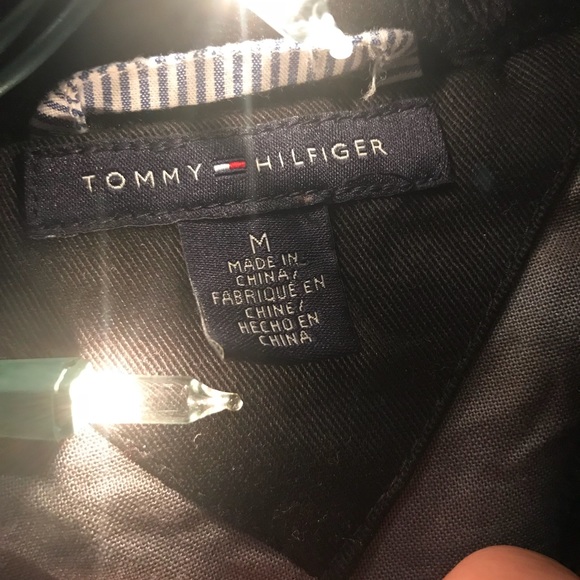 TOMMY HILFIGER
M
MADE IN
CHINA/
FABRIQUÉ EN
CHINE/
HECHO EN
CHINA